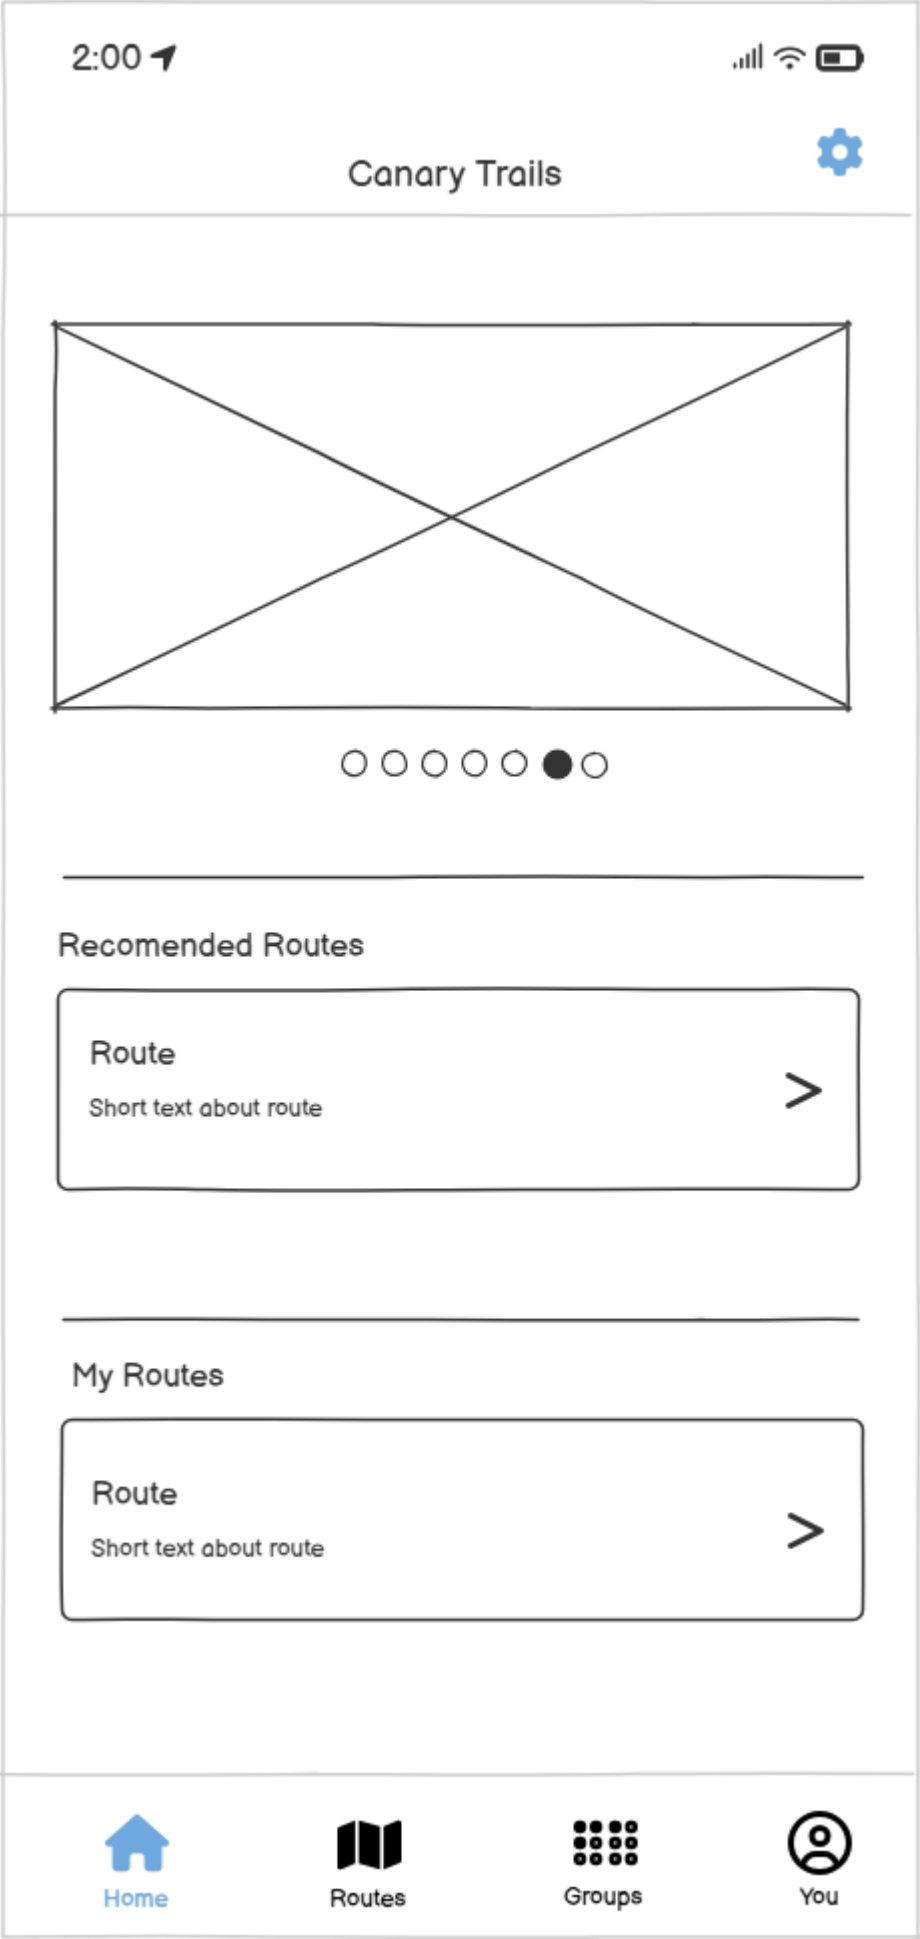 2:00
Canary Trails
Recomended Routes
Route
Short text about route
>
My Routes
Route
Short text about route
>
Home
Routes
Groups
You